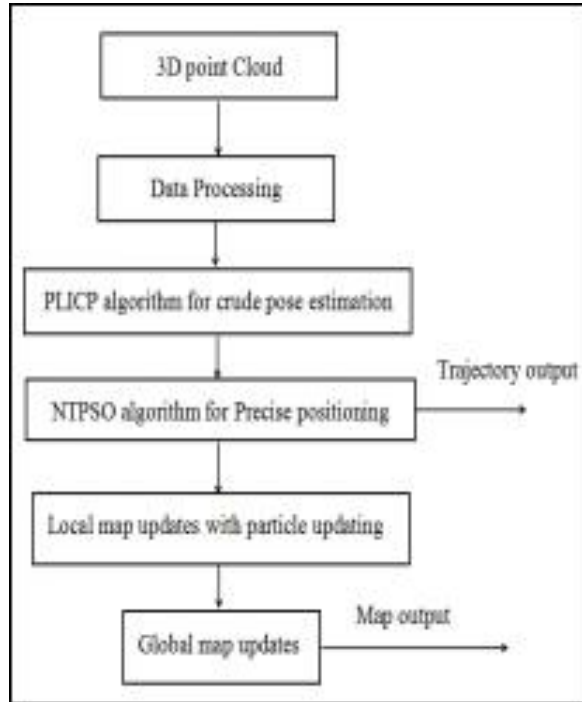 3D point Cloud
Data Processing
PLICP algorithm for crude pose estimation
Trajectory output
NTPSO algorithm for Precise positioning
Local map updates with particle updating
Map output
Global map updates